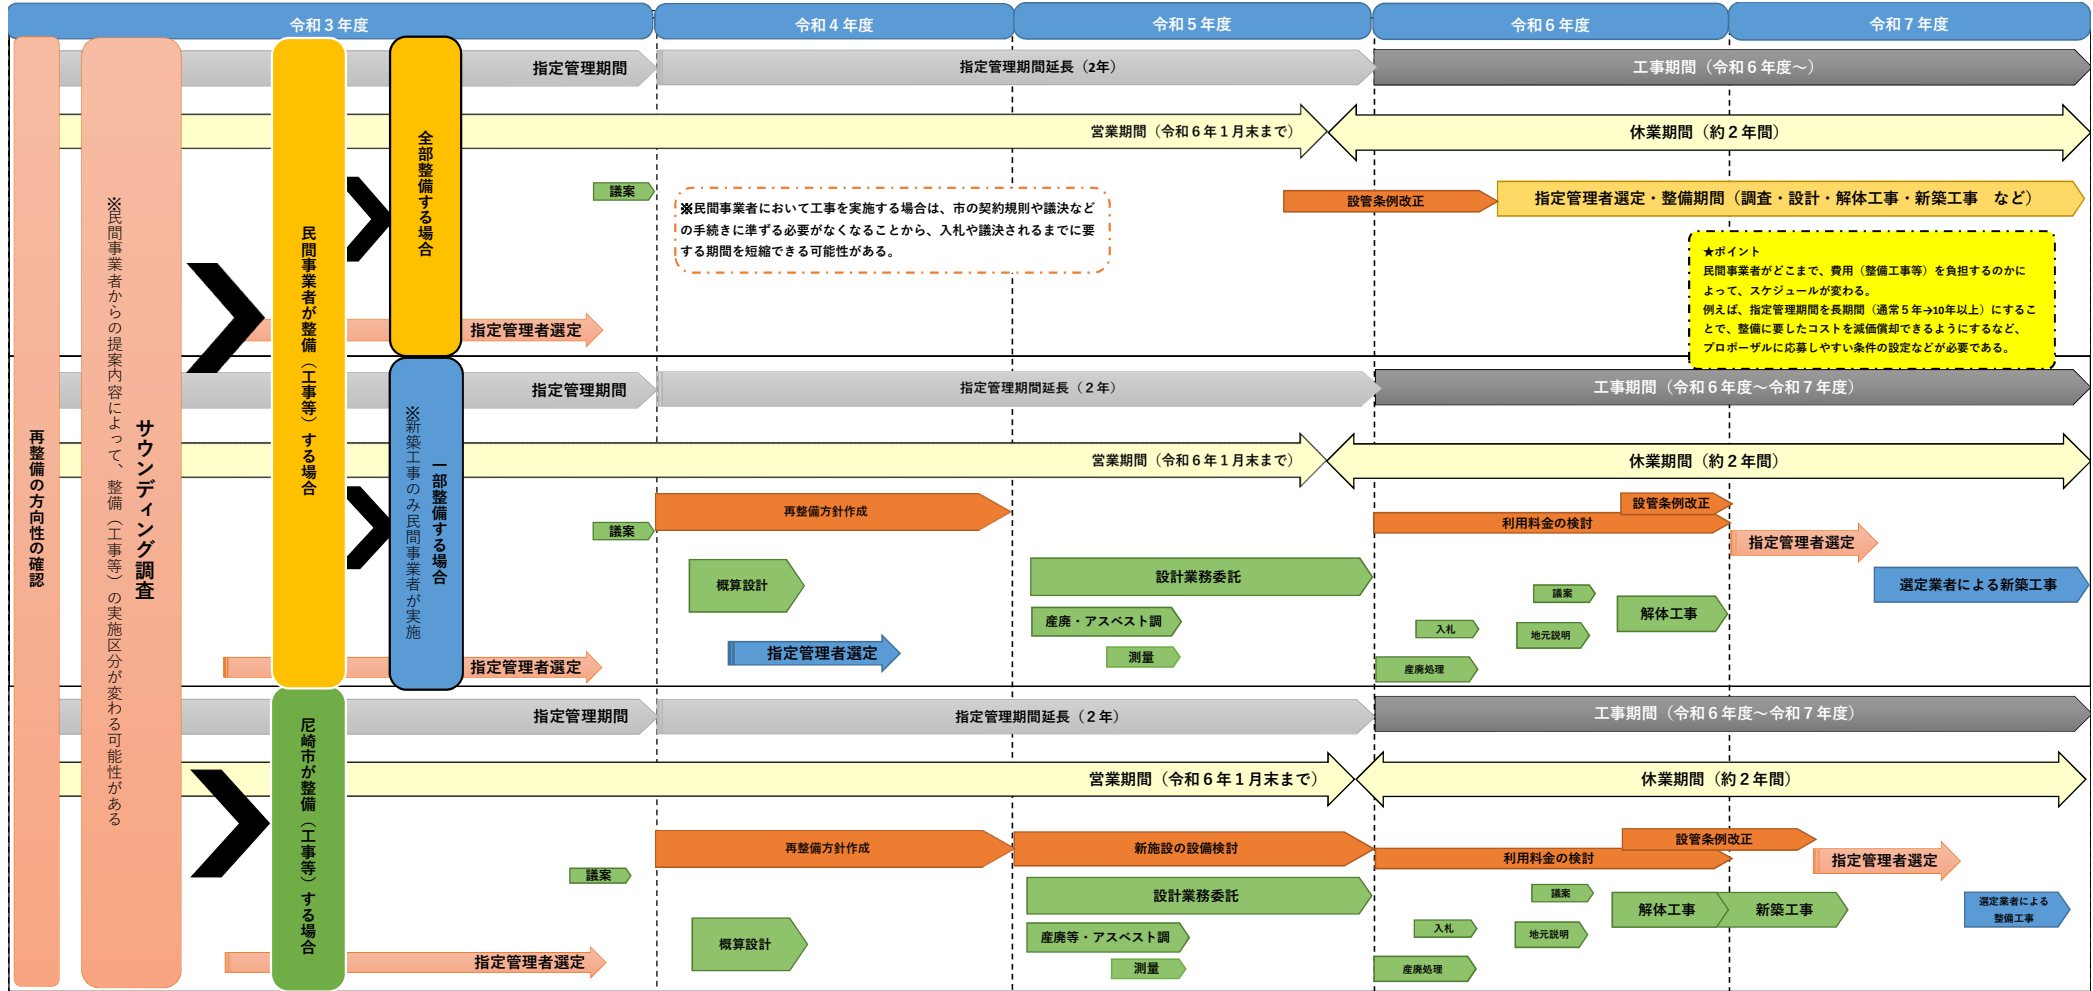 令和３年度
令和４年度
令和５年度
令和６年度
令和７年度
再整備の方向性の確認
サウンディング調査
※民間事業者からの提案内容によって、整備（工事等）の実施区分が変わる可能性がある
民間事業者が整備（工事等）する場合
全部整備する場合
指定管理期間
指定管理期間延長（2年）
工事期間（令和６年度～）
営業期間（令和６年１月末まで）
休業期間（約２年間）
議案
※民間事業者において工事を実施する場合は、市の契約規則や議決など
の手続きに準ずる必要がなくなることから、入札や議決されるまでに要
する期間を短縮できる可能性がある。
設管条例改正
指定管理者選定・整備期間（調査・設計・解体工事・新築工事　など）
★ポイント
民間事業者がどこまで、費用（整備工事等）を負担するのかに
よって、スケジュールが変わる。
例えば、指定管理期間を長期間（通常５年→10年以上）にするこ
とで、整備に要したコストを減価償却できるようにするなど、
プロポーザルに応募しやすい条件の設定などが必要である。
指定管理者選定
一部整備する場合
※新築工事のみ民間事業者が実施
指定管理期間
指定管理期間延長（２年）
工事期間（令和６年度～令和７年度）
営業期間（令和６年１月末まで）
休業期間（約２年間）
議案
再整備方針作成
設管条例改正
利用料金の検討
指定管理者選定
概算設計
設計業務委託
選定業者による新築工事
産廃・アスベスト調
議案
解体工事
入札
地元説明
指定管理者選定
測量
産廃処理
指定管理者選定
尼崎市が整備（工事等）する場合
指定管理期間
指定管理期間延長（２年）
工事期間（令和６年度～令和７年度）
営業期間（令和６年１月末まで）
休業期間（約２年間）
議案
再整備方針作成
新施設の設備検討
設管条例改正
利用料金の検討
指定管理者選定
設計業務委託
議案
解体工事
新築工事
選定業者による
整備工事
概算設計
産廃等・アスベスト調
入札
地元説明
測量
産廃処理
指定管理者選定